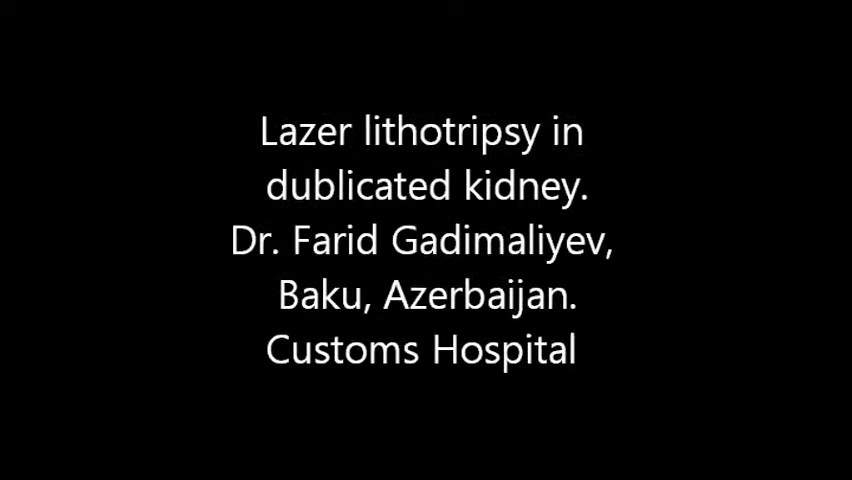 Lazer lithotripsy in
dublicated kidney.
Dr. Farid Gadimaliyev,
Baku, Azerbaijan.
Customs Hospital